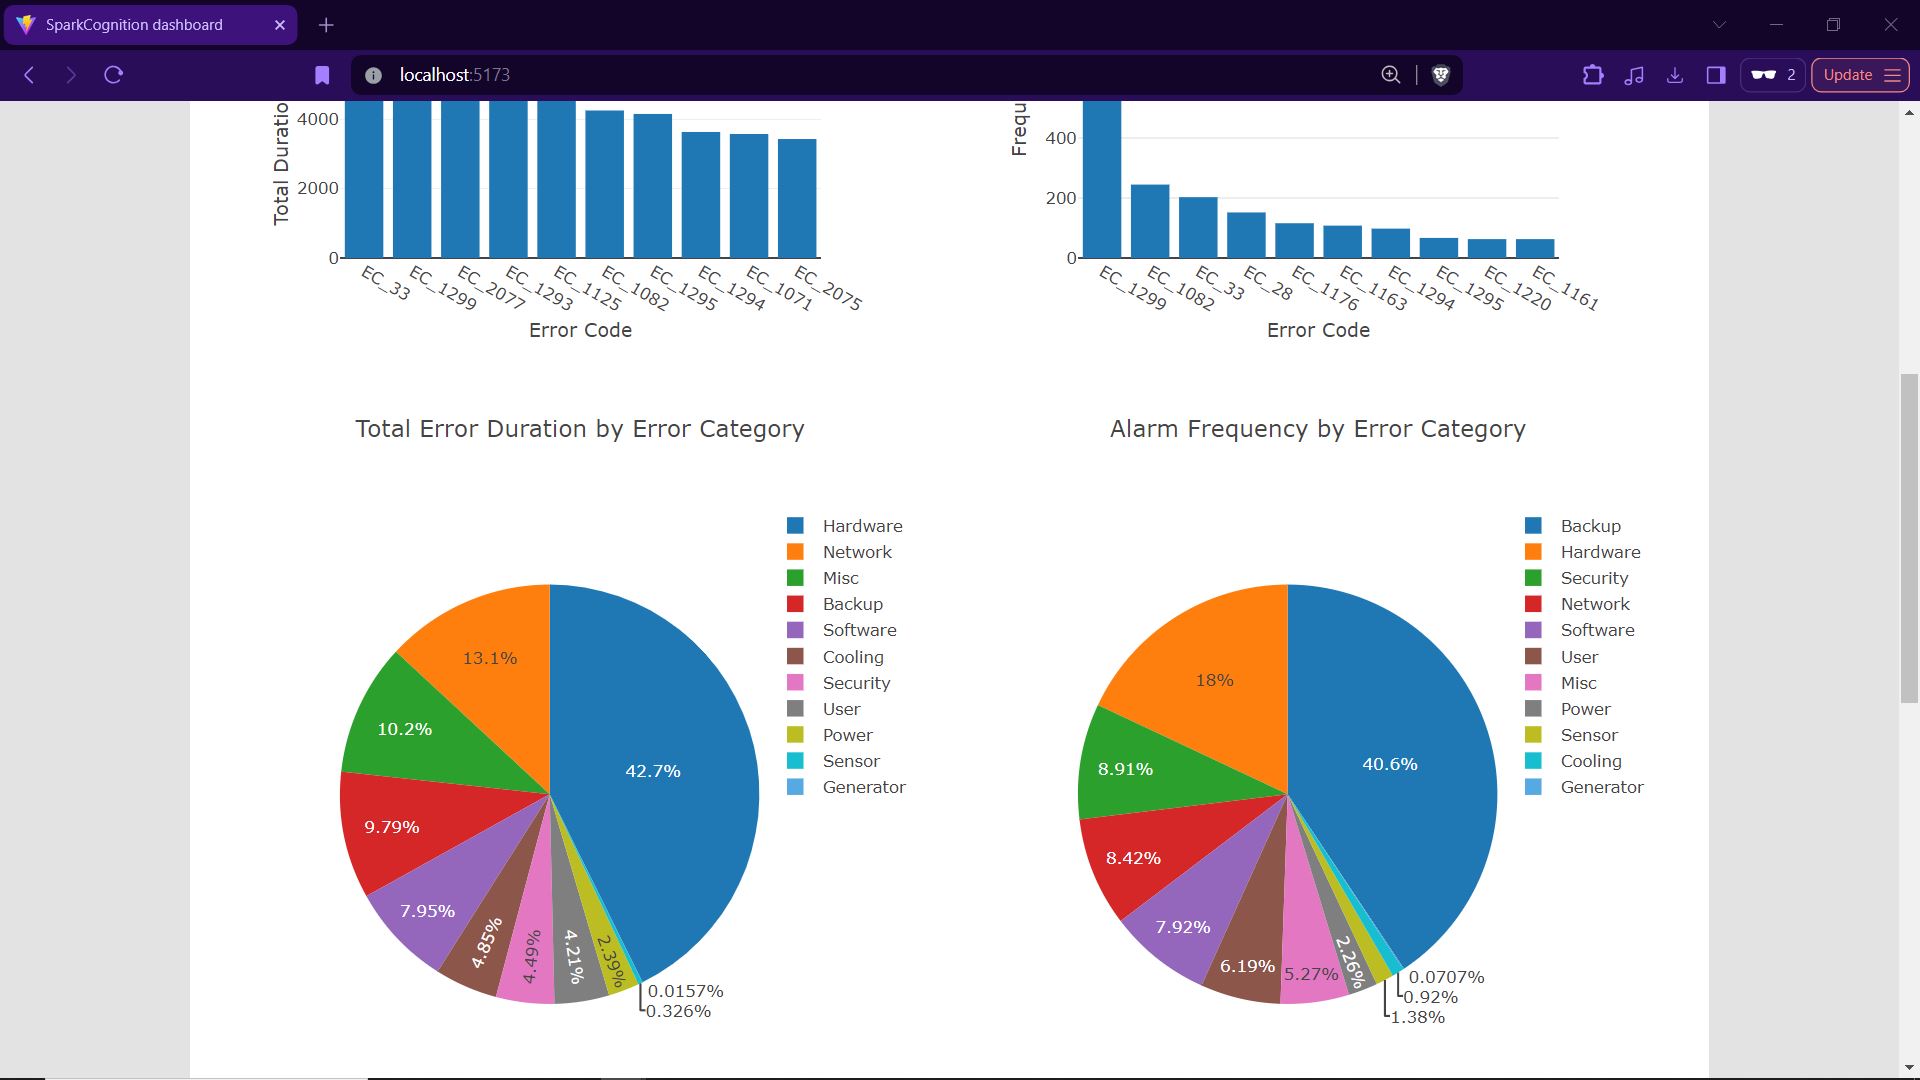 SparkCognition dashboard
localhost:5173
2
Update
Total Duratio
4000
2000
0
EC_33
EC_1299
EC_2077
EC_1293
EC_1125
EC_1082
EC_1295
EC_1294
EC_1071
EC_2075
Error Code
Frequ
400
200
0
EC_1299
EC_1082
EC_33
EC_28
EC_1176
EC_1163
EC_1294
EC_1295
EC_1220
EC_1161
Error Code
Total Error Duration by Error Category
Hardware
Network
Misc
Backup
Software
Cooling
Security
User
Power
Sensor
Generator
42.7%
13.1%
10.2%
9.79%
7.95%
4.85%
4.49%
4.21%
2.39%
0.0157%
0.326%
Alarm Frequency by Error Category
Backup
Hardware
Security
Network
Software
User
Misc
Power
Sensor
Cooling
Generator
40.6%
18%
8.91%
8.42%
7.92%
6.19%
5.27%
2.26%
0.0707%
0.92%
1.38%